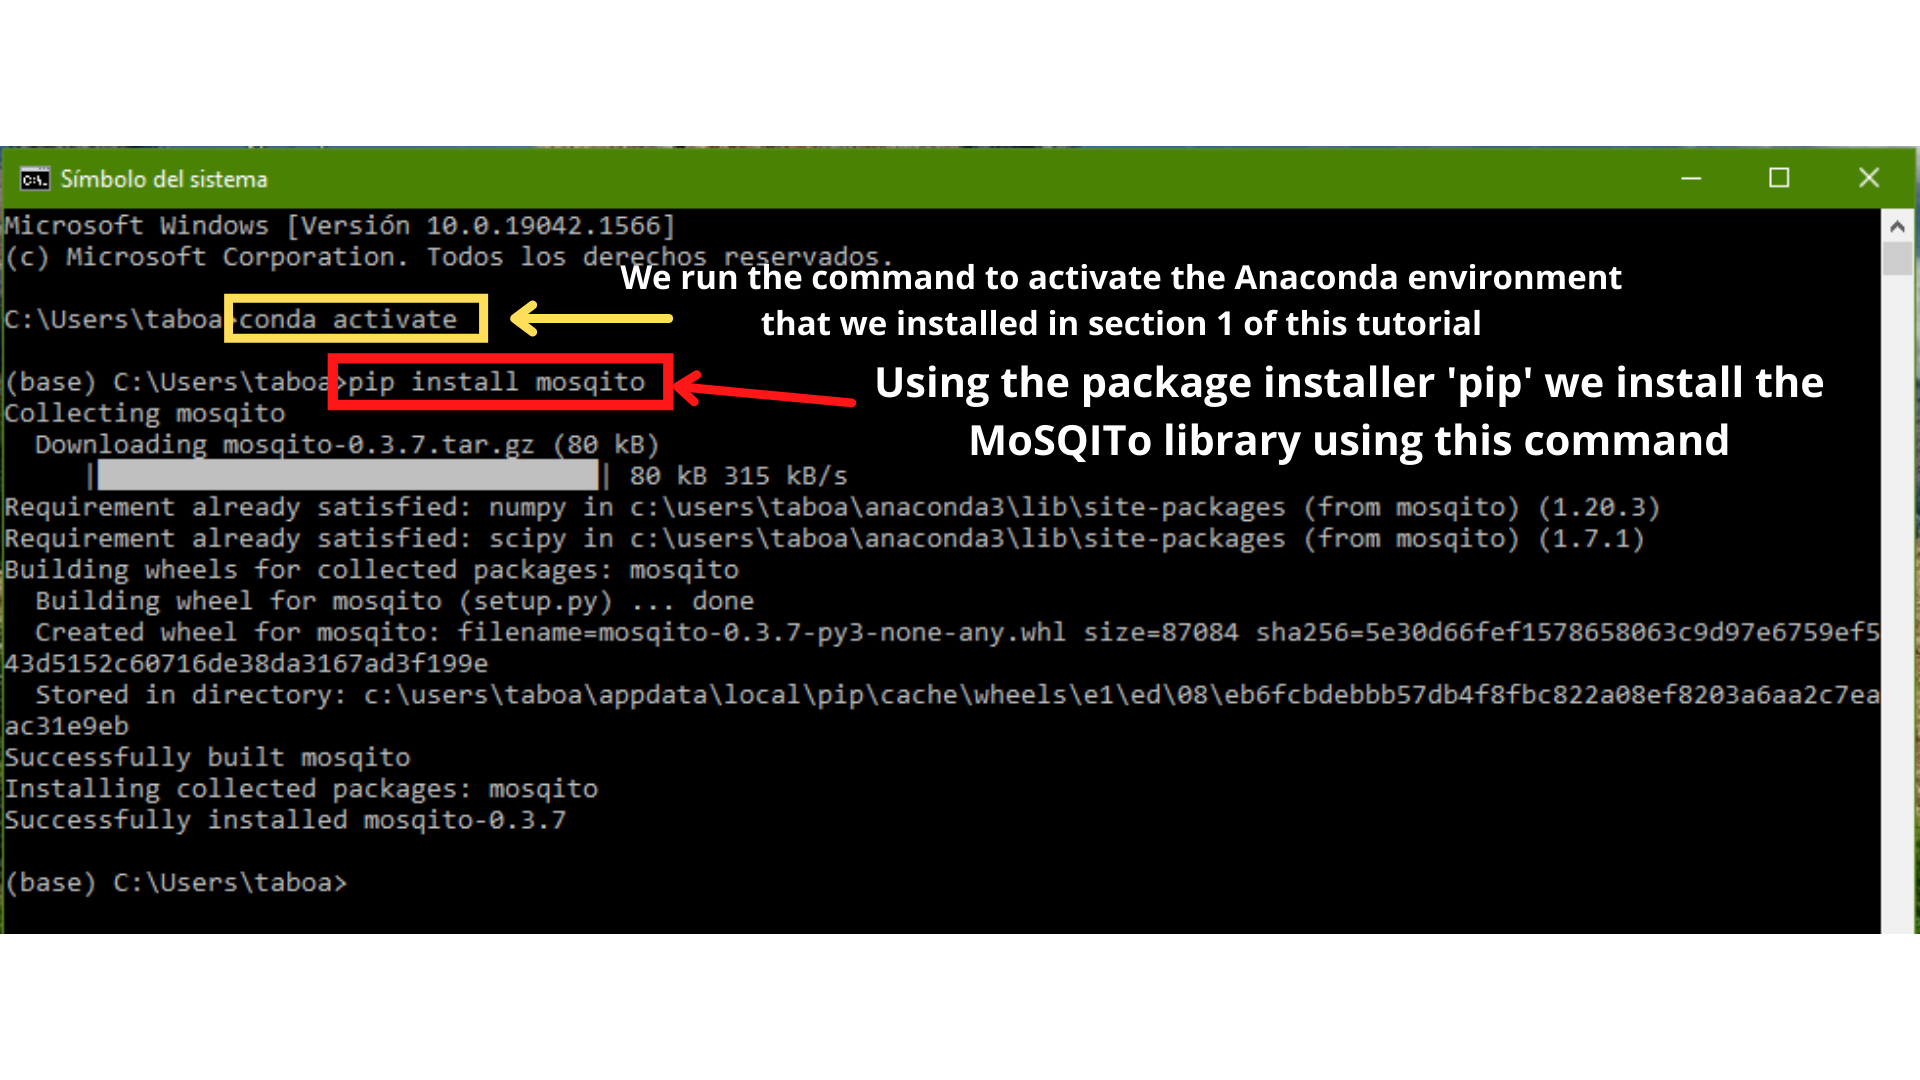 Símbolo del sistema
Microsoft Windows [Versión 10.0.19042.1566]
(c) Microsoft Corporation. Todos los derechos reservados.
We run the command to activate the Anaconda environment
that we installed in section 1 of this tutorial
C:\Users\taboa>conda activate
(base) C:\Users\taboa>pip install mosqito
Using the package installer 'pip' we install the
MoSQITo library using this command
Collecting mosqito
Downloading mosqito-0.3.7.tar.gz (80 kB)
| | 80 kB 315 kB/s
Requirement already satisfied: numpy in c:\users\taboa\anaconda3\lib\site-packages (from mosqito) (1.20.3)
Requirement already satisfied: scipy in c:\users\taboa\anaconda3\lib\site-packages (from mosqito) (1.7.1)
Building wheels for collected packages: mosqito
Building wheel for mosqito (setup.py) ... done
Created wheel for mosqito: filename=mosqito-0.3.7-py3-none-any.whl size=87084 sha256=5e30d66fef1578658063c9d97e6759ef5
43d5152c60716de38da3167ad3f199e
Stored in directory: c:\users\taboa\appdata\local\pip\cache\wheels\e1\ed\08\eb6fcbdebbb57db4f8fbc822a08ef8203a6aa2c7ea
ac31e9eb
Successfully built mosqito
Installing collected packages: mosqito
Successfully installed mosqito-0.3.7
(base) C:\Users\taboa>